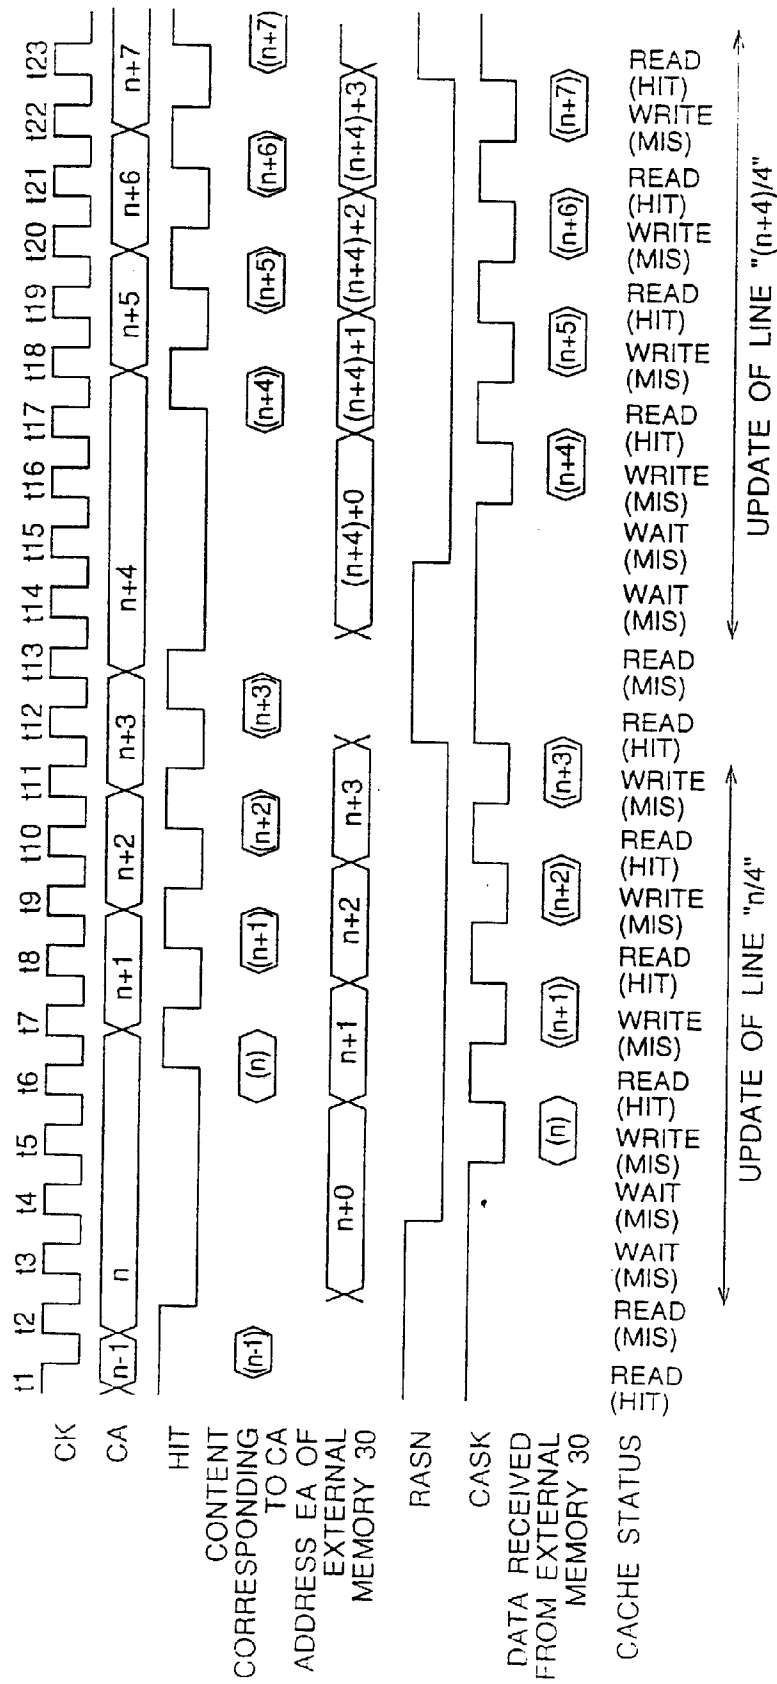 t1 t2 t3 t4 t5 t6 t7 t8 t9 t10 t11 t12 t13 t14 t15 t16 t17 t18 t19 t20 t21 t22 t23
CK
CA
n-1 n n+1 n+2 n+3 n+4 n+5 n+6 n+7
HIT
CONTENT
CORRESPONDING
TO CA
(n-1) (n) (n+1) (n+2) (n+3) (n+4) (n+5) (n+6) (n+7)
ADDRESS EA OF
EXTERNAL
MEMORY 30
n+0 n+1 n+2 n+3 (n+4)+0 (n+4)+1 (n+4)+2 (n+4)+3
RASN
CASK
DATA RECEIVED
FROM EXTERNAL
MEMORY 30
(n) (n+1) (n+2) (n+3) (n+4) (n+5) (n+6) (n+7)
CACHE STATUS
READ
(HIT)
READ
(MIS)
WAIT
(MIS)
WAIT
(MIS)
WRITE
(MIS)
READ
(HIT)
WRITE
(MIS)
READ
(HIT)
WRITE
(MIS)
READ
(HIT)
WRITE
(MIS)
READ
(HIT)
READ
(MIS)
WAIT
(MIS)
WAIT
(MIS)
WRITE
(MIS)
READ
(HIT)
WRITE
(MIS)
READ
(HIT)
WRITE
(MIS)
READ
(HIT)
WRITE
(MIS)
READ
(HIT)
UPDATE OF LINE "n/4"
UPDATE OF LINE "(n+4)/4"